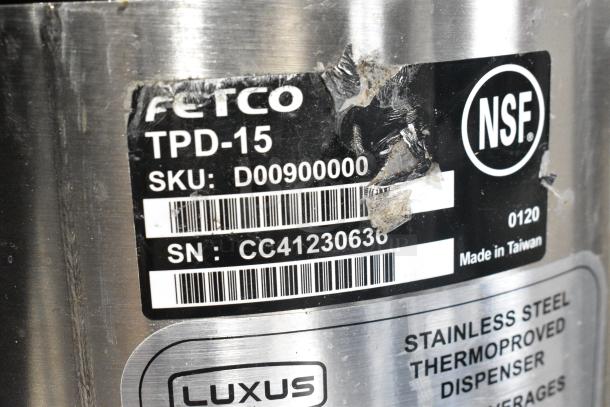 FETCO
TPD-15
SKU: D00900000
SN : CC41230636
NSF®
0120
Made in Taiwan
LUXUS
STAINLESS STEEL
THERMOPROVED
DISPENSER